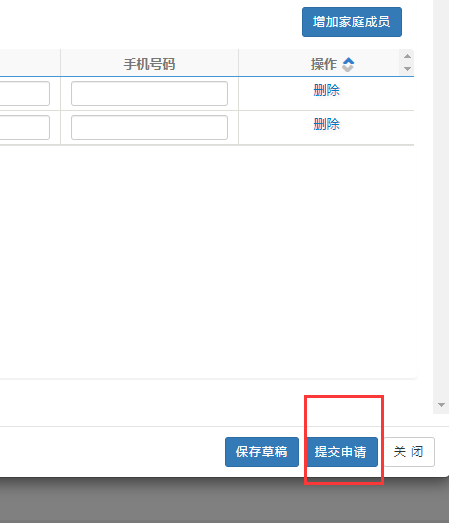 增加家庭成员
手机号码 操作
删除
删除
保存草稿 提交申请 关 闭